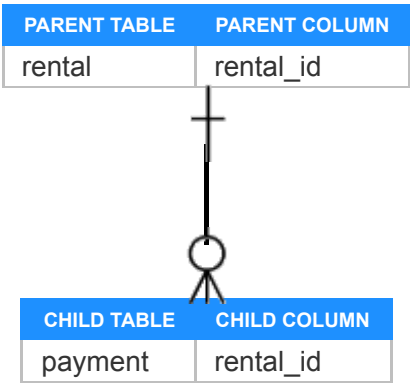 PARENT TABLE PARENT COLUMN
rental rental_id
CHILD TABLE CHILD COLUMN
payment rental_id